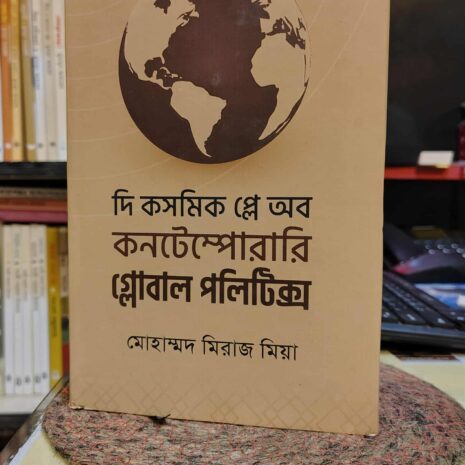 দি কসমিক প্লে অব
কনটেম্পোরারি
গ্লোবাল পলিটিক্স
মোহাম্মদ মিরাজ মিয়া